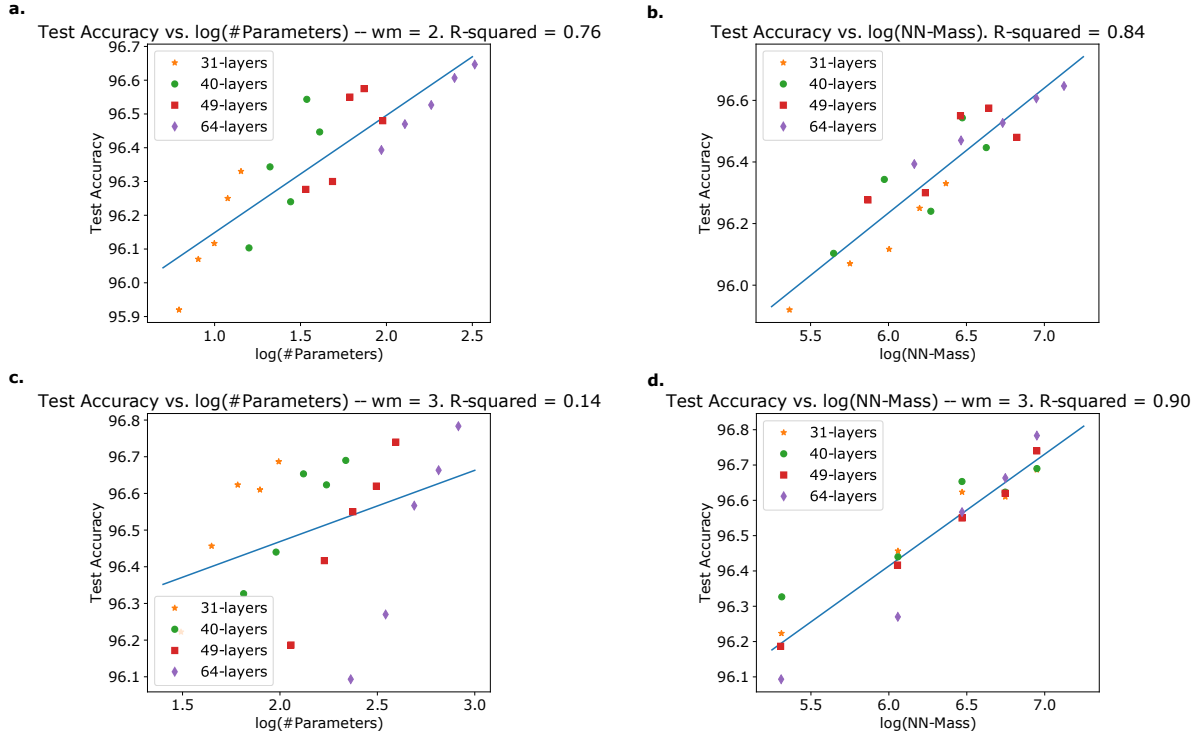 a.
Test Accuracy vs. log(#Parameters) -- wm = 2. R-squared = 0.76
96.7
96.6
96.5
96.4
96.3
96.2
96.1
96.0
95.9
Test Accuracy
31-layers
40-layers
49-layers
64-layers
1.0 1.5 2.0 2.5
log(#Parameters)
b.
Test Accuracy vs. log(NN-Mass). R-squared = 0.84
96.6
96.4
96.2
96.0
Test Accuracy
31-layers
40-layers
49-layers
64-layers
5.5 6.0 6.5 7.0
log(NN-Mass)
c.
Test Accuracy vs. log(#Parameters) -- wm = 3. R-squared = 0.14
96.8
96.7
96.6
96.5
96.4
96.3
96.2
96.1
Test Accuracy
31-layers
40-layers
49-layers
64-layers
1.5 2.0 2.5 3.0
log(#Parameters)
d.
Test Accuracy vs. log(NN-Mass) -- wm = 3. R-squared = 0.90
96.8
96.7
96.6
96.5
96.4
96.3
96.2
96.1
Test Accuracy
31-layers
40-layers
49-layers
64-layers
5.5 6.0 6.5 7.0
log(NN-Mass)